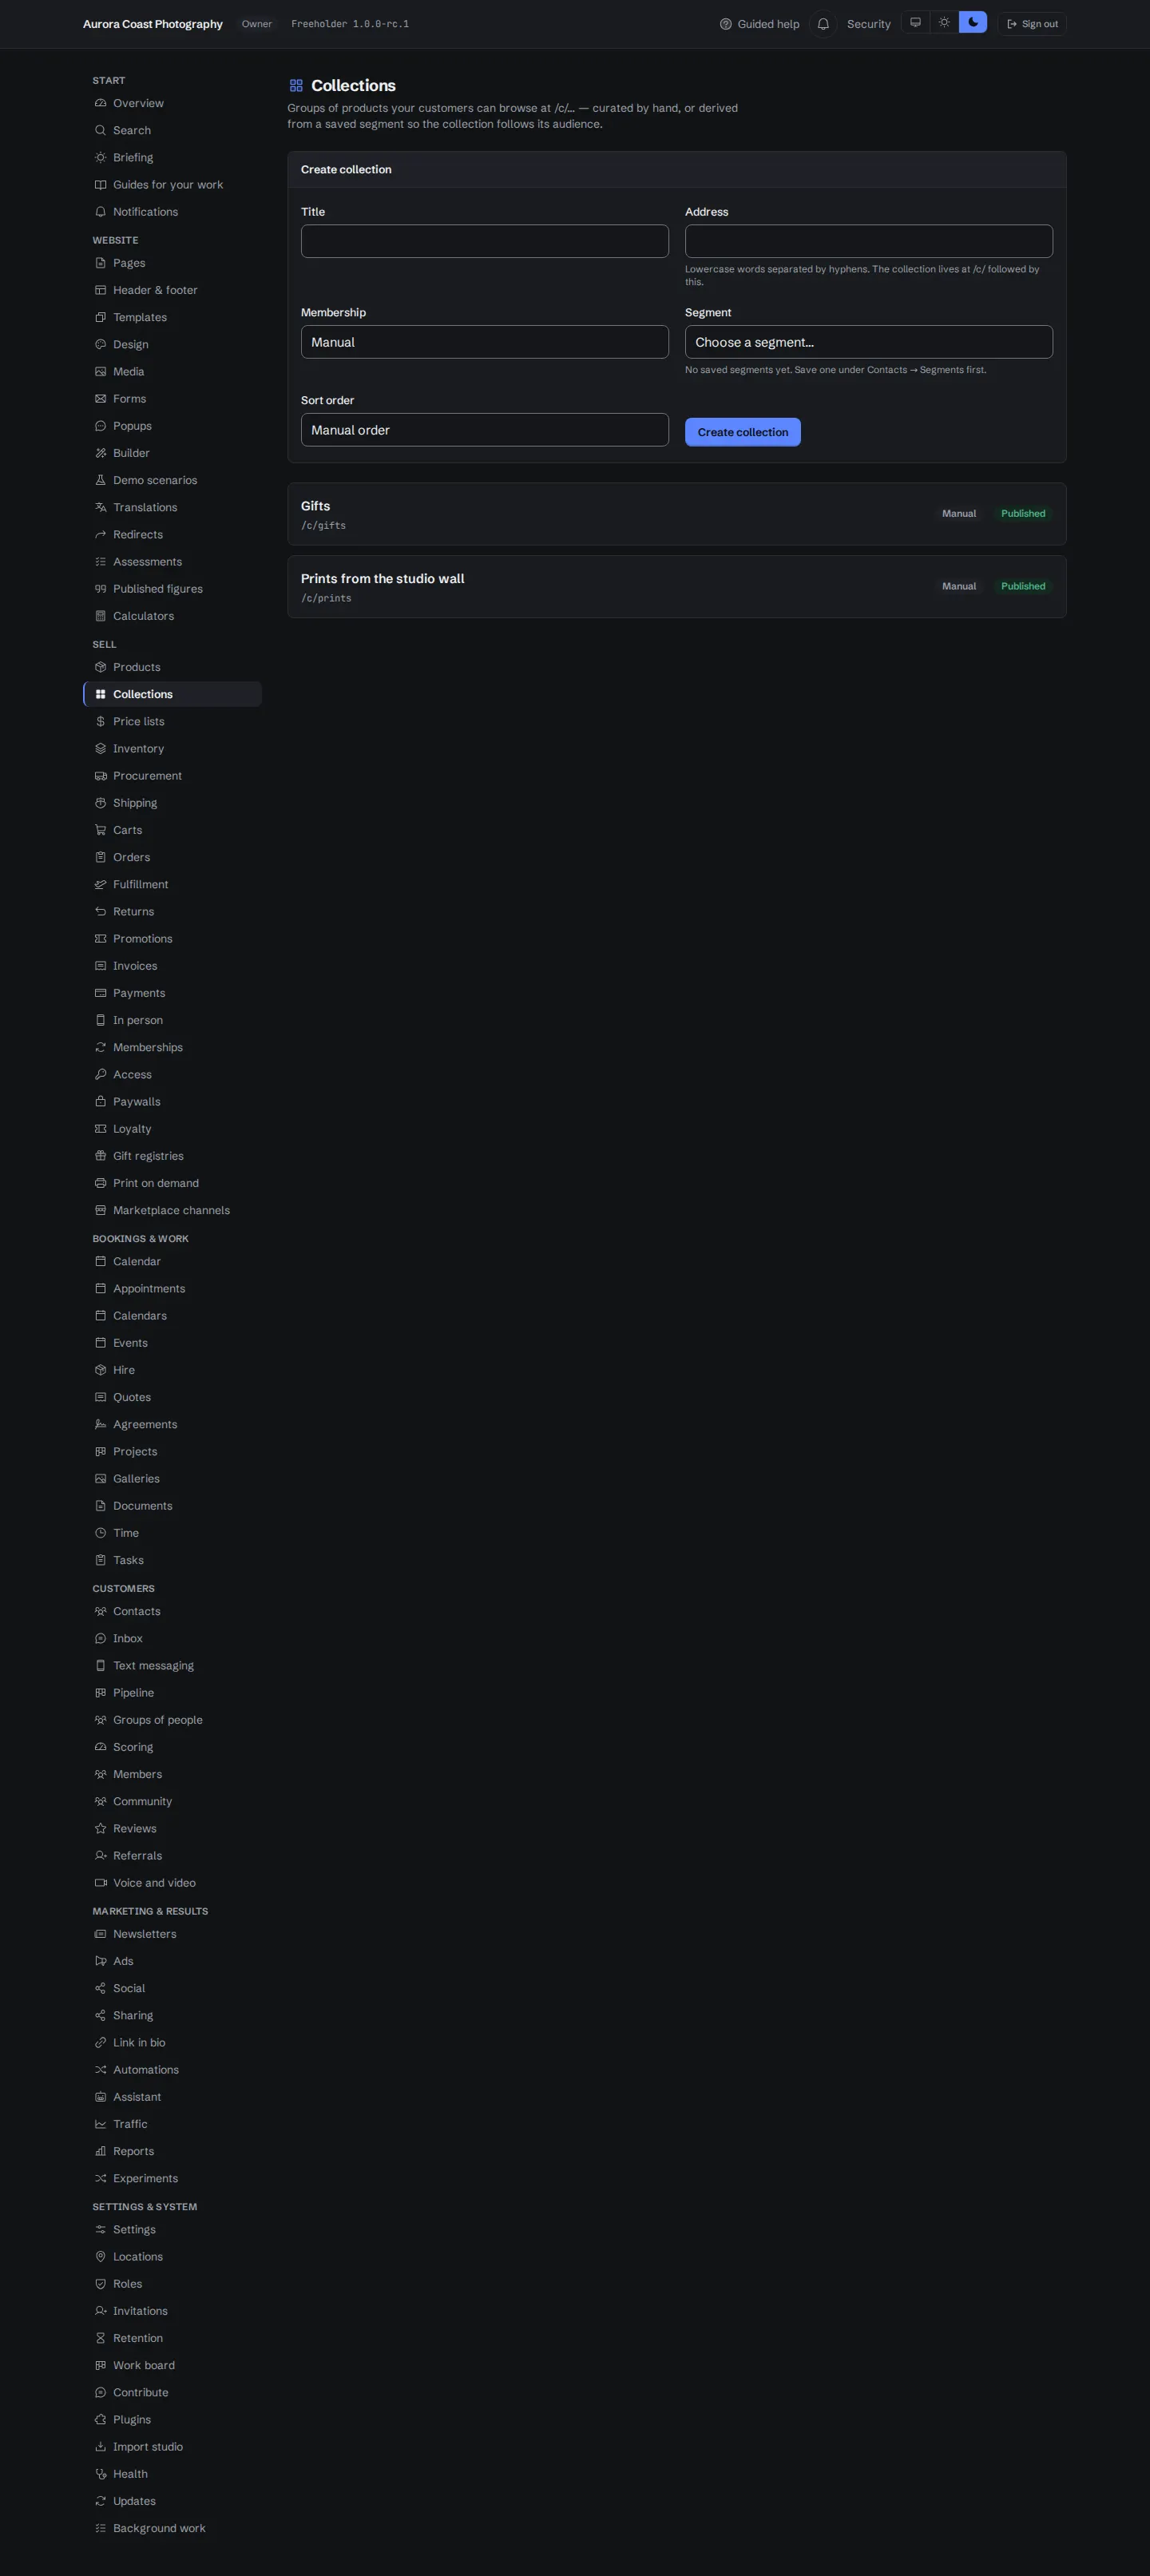 Aurora Coast Photography
Owner
Freeholder 1.0.0-rc.1
Guided help
Security
Sign out
START
Overview
Search
Briefing
Guides for your work
Notifications
WEBSITE
Pages
Header & footer
Templates
Design
Media
Forms
Popups
Builder
Demo scenarios
Translations
Redirects
Assessments
Published figures
Calculators
SELL
Products
Collections
Price lists
Inventory
Procurement
Shipping
Carts
Orders
Fulfillment
Returns
Promotions
Invoices
Payments
In person
Memberships
Access
Paywalls
Loyalty
Gift registries
Print on demand
Marketplace channels
BOOKINGS & WORK
Calendar
Appointments
Calendars
Events
Hire
Quotes
Agreements
Projects
Galleries
Documents
Time
Tasks
CUSTOMERS
Contacts
Inbox
Text messaging
Pipeline
Groups of people
Scoring
Members
Community
Reviews
Referrals
Voice and video
MARKETING & RESULTS
Newsletters
Ads
Social
Sharing
Link in bio
Automations
Assistant
Traffic
Reports
Experiments
SETTINGS & SYSTEM
Settings
Locations
Roles
Invitations
Retention
Work board
Contribute
Plugins
Import studio
Health
Updates
Background work
Collections
Groups of products your customers can browse at /c/… — curated by hand, or derived
from a saved segment so the collection follows its audience.
Create collection
Title
Address
Lowercase words separated by hyphens. The collection lives at /c/ followed by
this.
Membership
Manual
Segment
Choose a segment…
No saved segments yet. Save one under Contacts → Segments first.
Sort order
Manual order
Create collection
Gifts
/c/gifts
Manual
Published
Prints from the studio wall
/c/prints
Manual
Published